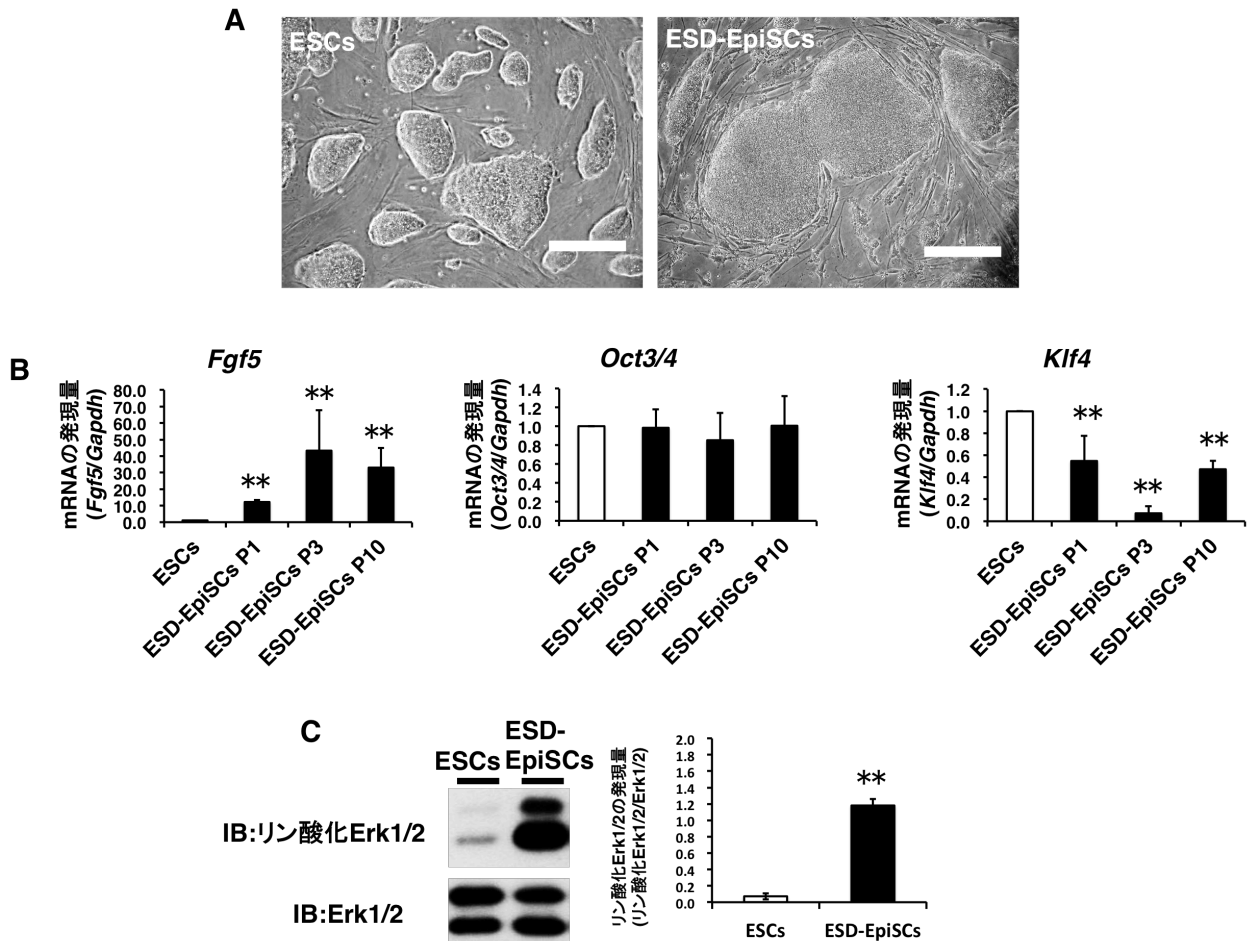 A
ESCs
ESD-EpiSCs
B
Fgf5
mRNAの発現量
(Fgf5/Gapdh)
80.0
70.0
60.0
50.0
40.0
30.0
20.0
10.0
0.0
**
**
**
ESCs
ESD-EpiSCs P1
ESD-EpiSCs P3
ESD-EpiSCs P10
Oct3/4
mRNAの発現量
(Oct3/4/Gapdh)
1.4
1.2
1.0
0.8
0.6
0.4
0.2
0.0
ESCs
ESD-EpiSCs P1
ESD-EpiSCs P3
ESD-EpiSCs P10
Klf4
mRNAの発現量
(Klf4/Gapdh)
1.2
1.0
0.8
0.6
0.4
0.2
0.0
**
**
**
ESCs
ESD-EpiSCs P1
ESD-EpiSCs P3
ESD-EpiSCs P10
C
ESCs
ESD-
EpiSCs
IB:リン酸化Erk1/2
IB:Erk1/2
リン酸化Erk1/2の発現量
(リン酸化Erk1/2/Erk1/2)
2.0
1.8
1.6
1.4
1.2
1.0
0.8
0.6
0.4
0.2
0.0
**
ESCs
ESD-EpiSCs